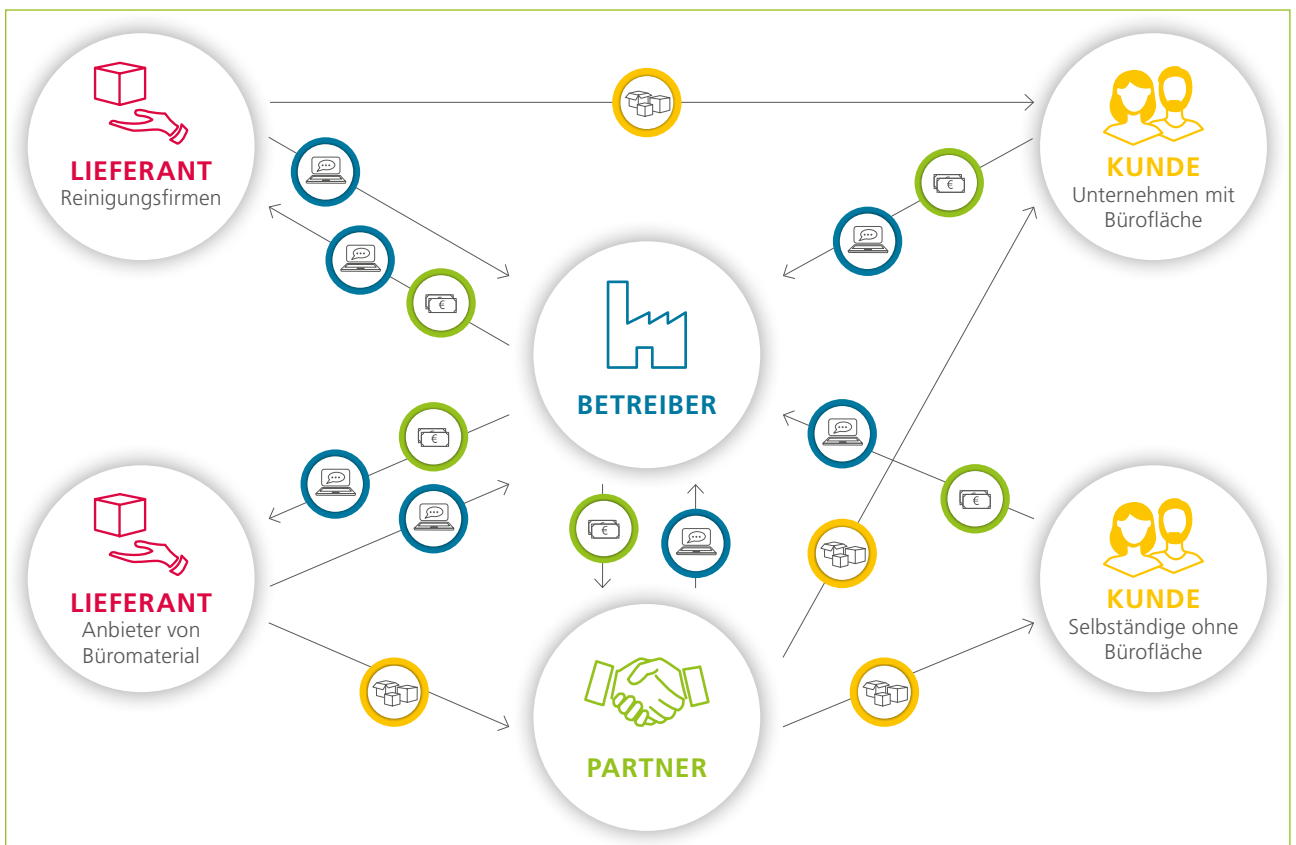 LIEFERANT
Reinigungsfirmen
KUNDE
Unternehmen mit
Bürofläche
€
€
€
BETREIBER
€
€
€
LIEFERANT
Anbieter von
Büromaterial
KUNDE
Selbständige ohne
Bürofläche
PARTNER